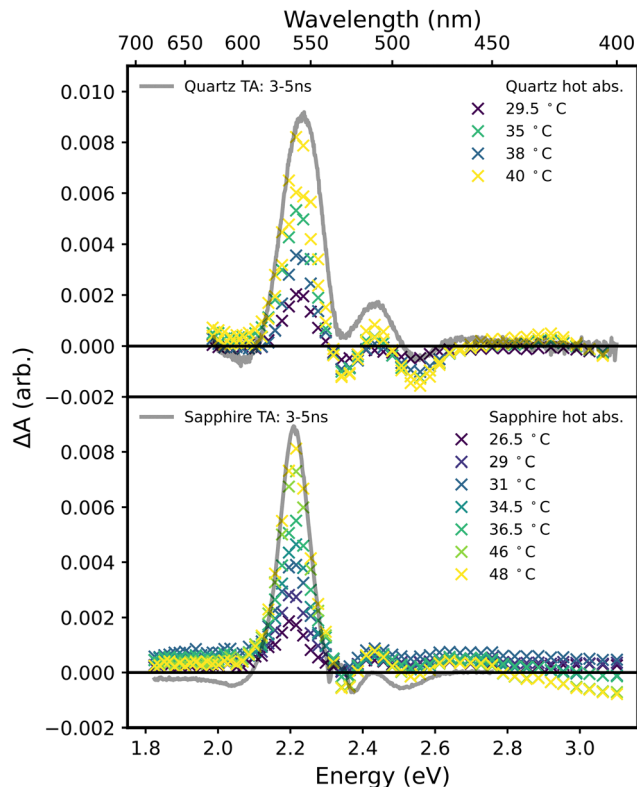 Wavelength (nm)
700 650 600 550 500 450 400
Quartz TA: 3-5ns
Quartz hot abs.
29.5 °C
35 °C
38 °C
40 °C
0.010
0.008
0.006
0.004
0.002
0.000
−0.002
ΔA (arb.)
Sapphire TA: 3-5ns
Sapphire hot abs.
26.5 °C
29 °C
31 °C
34.5 °C
36.5 °C
46 °C
48 °C
0.008
0.006
0.004
0.002
0.000
−0.002
1.8 2.0 2.2 2.4 2.6 2.8 3.0
Energy (eV)